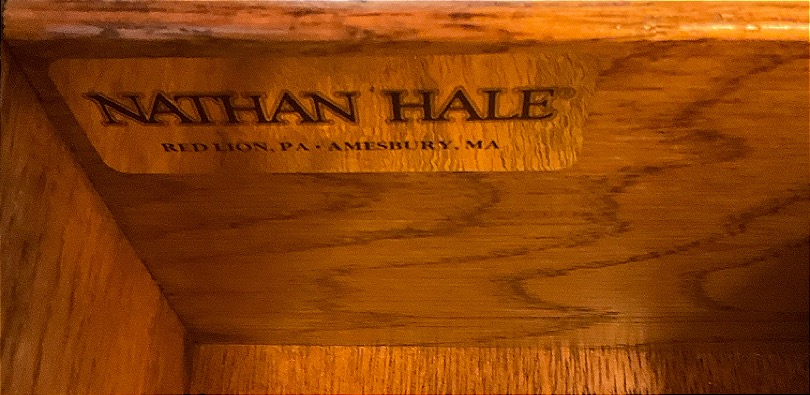 NATHAN HALE®
RED LION, PA • AMESBURY, MA